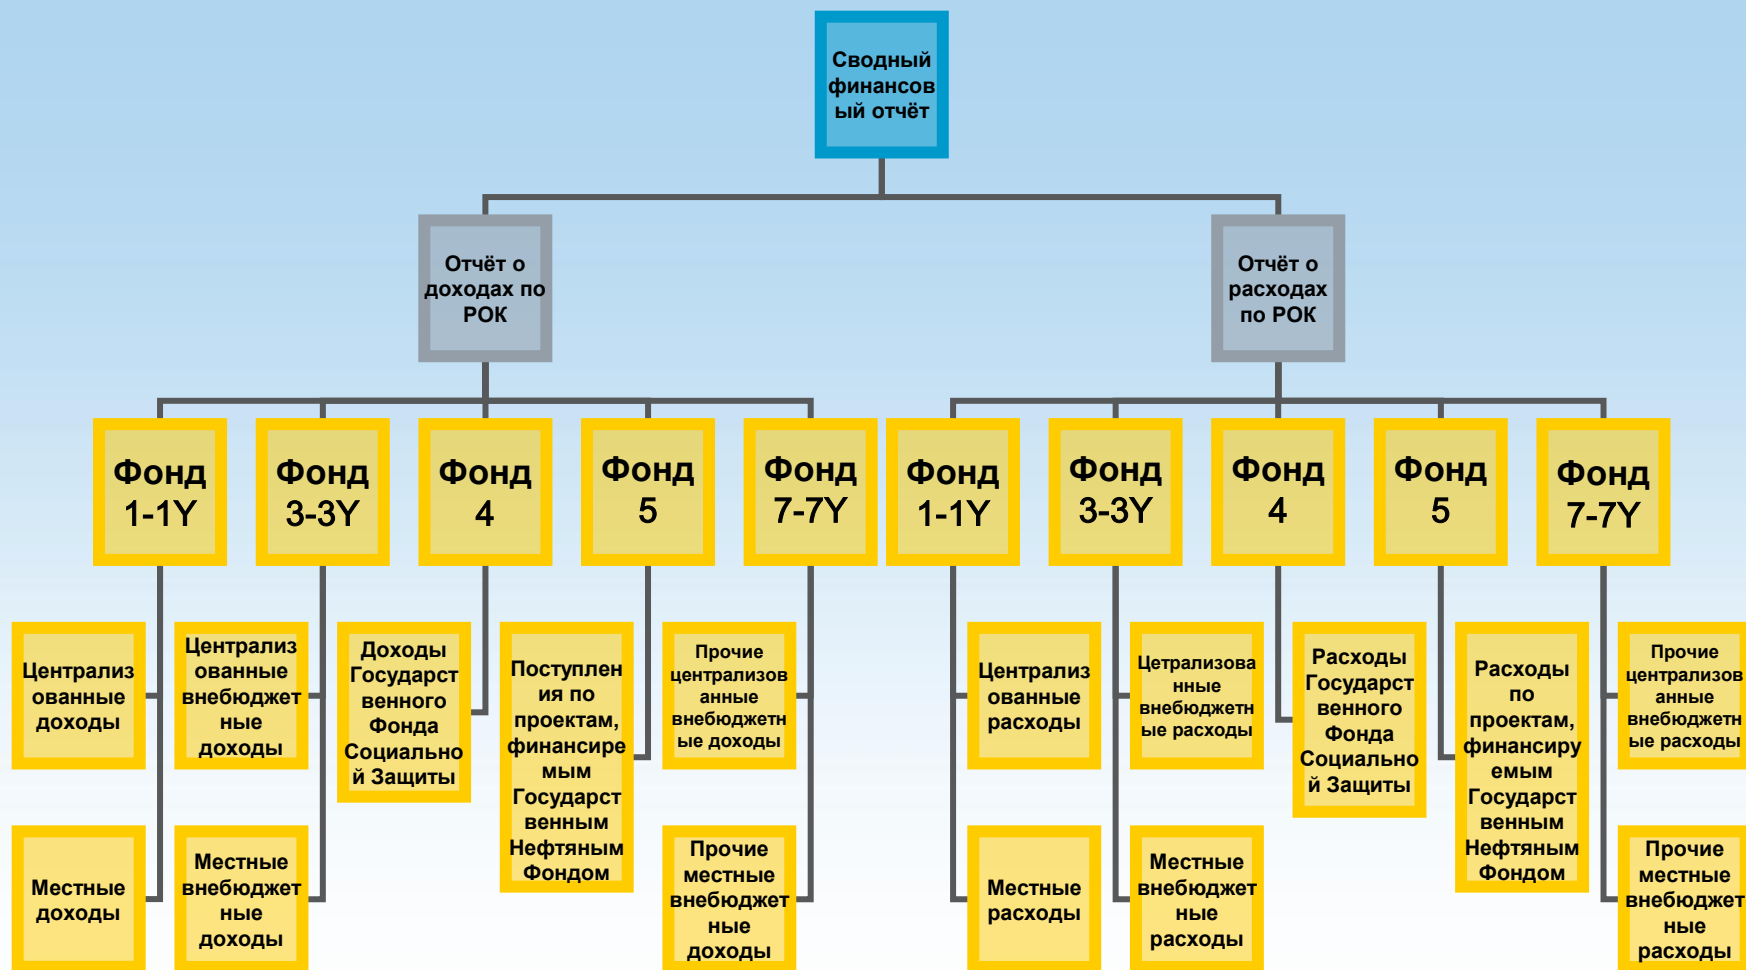 Сводный
финансов
ый отчёт
Отчёт о
доходах по
РОК
Отчёт о
расходах
по РОК
Фонд
1-1Y
Фонд
3-3Y
Фонд
4
Фонд
5
Фонд
7-7Y
Фонд
1-1Y
Фонд
3-3Y
Фонд
4
Фонд
5
Фонд
7-7Y
Централиз
ованные
доходы
Централиз
ованные
внебюджет
ные
доходы
Доходы
Государст
венного
Фонда
Социально
й Защиты
Поступлен
ия по
проектам,
финансире
мым
Государст
венным
Нефтяным
Фондом
Прочие
централизов
анные
внебюджетн
ые доходы
Централиз
ованные
расходы
Цетрализова
нные
внебюджетн
ые расходы
Расходы
Государст
венного
Фонда
Социально
й Защиты
Расходы
по
проектам,
финансиру
емым
Государст
венным
Нефтяным
Фондом
Прочие
централизов
анные
внебюджетн
ые расходы
Местные
доходы
Местные
внебюджет
ные
доходы
Прочие
местные
внебюджет
ные
доходы
Местные
расходы
Местные
внебюджет
ные
расходы
Прочие
местные
внебюджет
ные
расходы